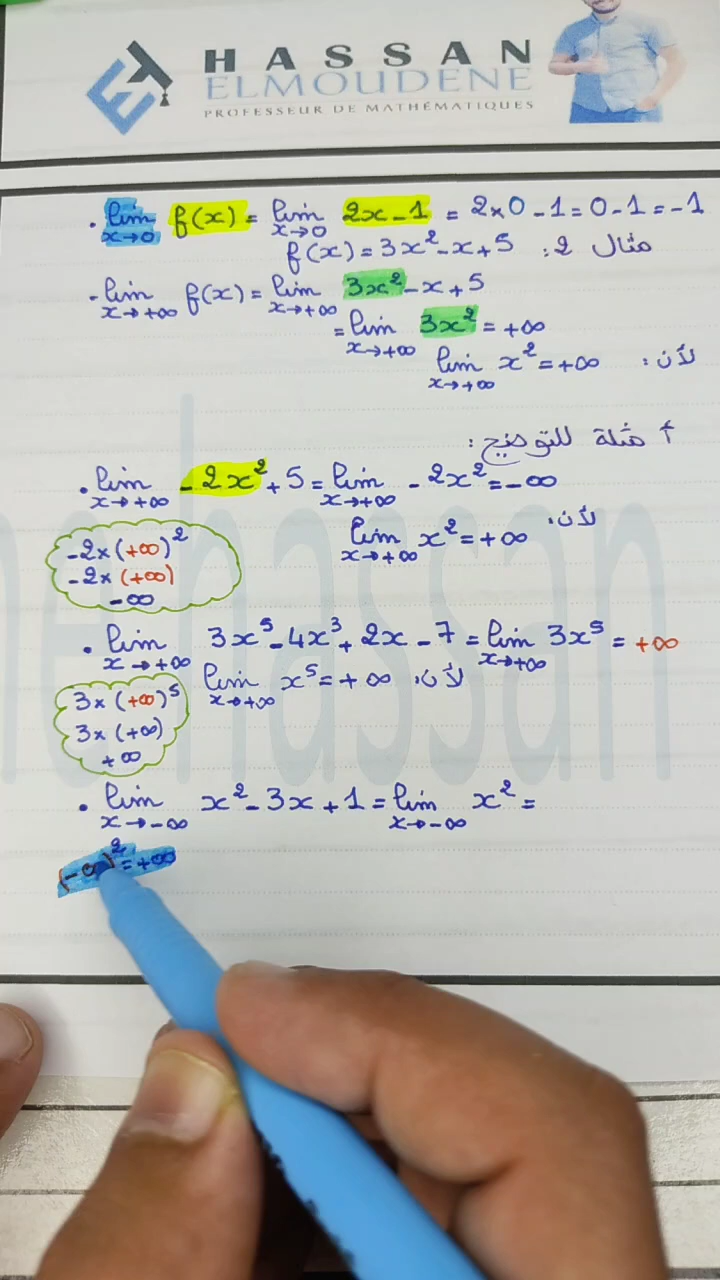 HASSAN
ELMOUDENE
PROFESSEUR DE MATHÉMATIQUES
. lim x→0 f(x) = lim x→0 2x - 1 = 2×0 - 1 = 0 - 1 = -1
مثال 2: f(x) = 3x² - x + 5
- lim x→+∞ f(x) = lim x→+∞ 3x² - x + 5
= lim x→+∞ 3x² = +∞
لأن: lim x→+∞ x² = +∞
أمثلة للتوضيح:
• lim x→+∞ -2x² + 5 = lim x→+∞ -2x² = -∞
لأن: lim x→+∞ x² = +∞
-2×(+∞)²
-2×(+∞)
-∞
• lim x→+∞ 3x⁵ - 4x³ + 2x - 7 = lim x→+∞ 3x⁵ = +∞
lim x→+∞ x⁵ = +∞ لأن:
3×(+∞)⁵
3×(+∞)
+∞
• lim x→-∞ x² - 3x + 1 = lim x→-∞ x² =
(-∞)² = +∞
ne hassan